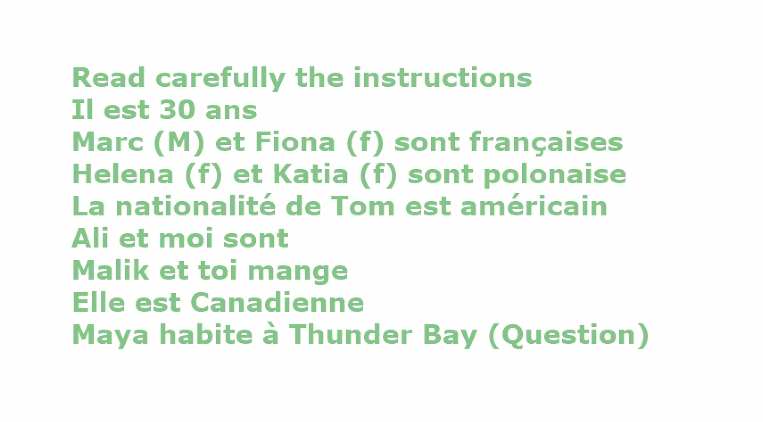 Read carefully the instructions
Il est 30 ans
Marc (M) et Fiona (f) sont françaises
Helena (f) et Katia (f) sont polonaise
La nationalité de Tom est américain
Ali et moi sont
Malik et toi mange
Elle est Canadienne
Maya habite à Thunder Bay (Question)